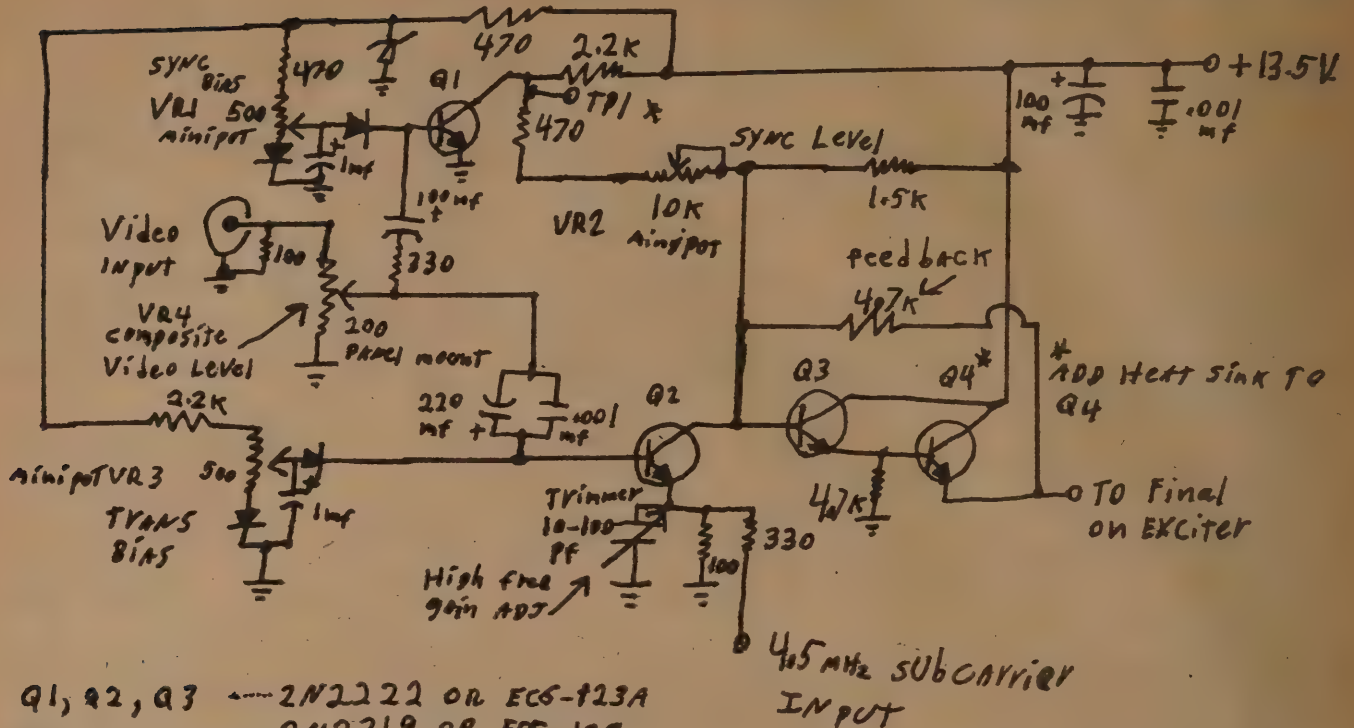 470
2.2K
+13.5V
SYNC
BIAS
470
Q1
TP1 *
100
mf
.001
mf
VR1
500
Minipot
1mf
470
SYNC Level
100mf
+
10K
Minipot
VR2
1.5K
Video
Input
100
330
feedback
4.7K
VR4
composite
Video Level
200
PANEl mount
2.2K
220
mf
+
.001
mf
Q2
Q3
Q4*
*
ADD HEAT SINK TO
Q4
MinipoT VR3
500
1mf
TRANS
BIAS
Trimmer
10-100
Pf
4.7K
TO Final
on EXCiter
330
100
High freq
gain ADJ
4.5 MHz SUbCArrier
INPUT
Q1, Q2, Q3 ---- 2N2222 OR ECG-123A